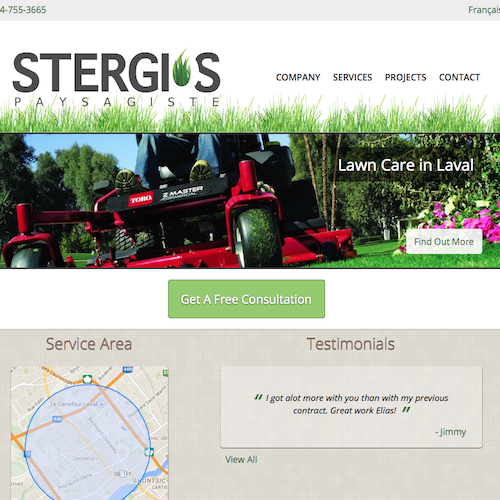 4-755-3665
Françai
STERGIOS
PAYSAGISTE
COMPANY SERVICES PROJECTS CONTACT
Lawn Care in Laval
TORO
Z MASTER
Find Out More
Get A Free Consultation
Service Area
Testimonials
“ I got alot more with you than with my previous
contract. Great work Elias! ”
- Jimmy
View All
Le Carrefour Laval
440